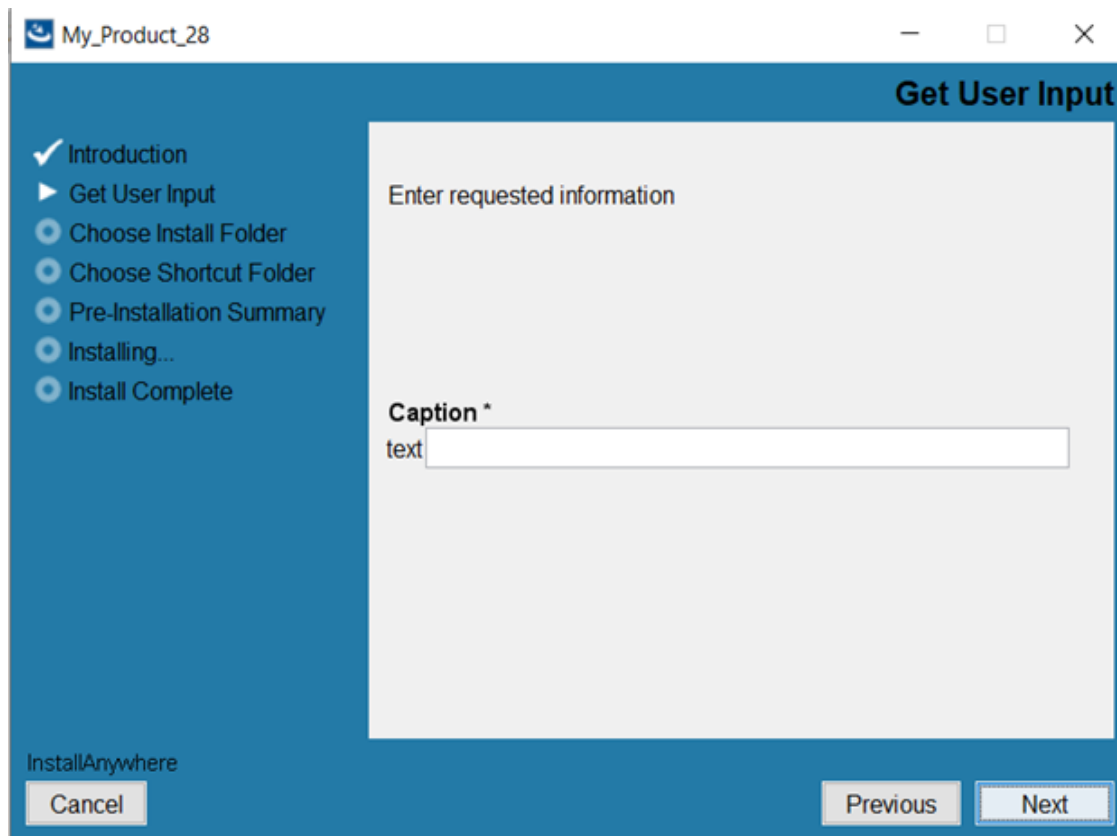 My_Product_28
Get User Input
Introduction
Get User Input
Choose Install Folder
Choose Shortcut Folder
Pre-Installation Summary
Installing...
Install Complete
Enter requested information
Caption *
text
InstallAnywhere
Cancel
Previous
Next